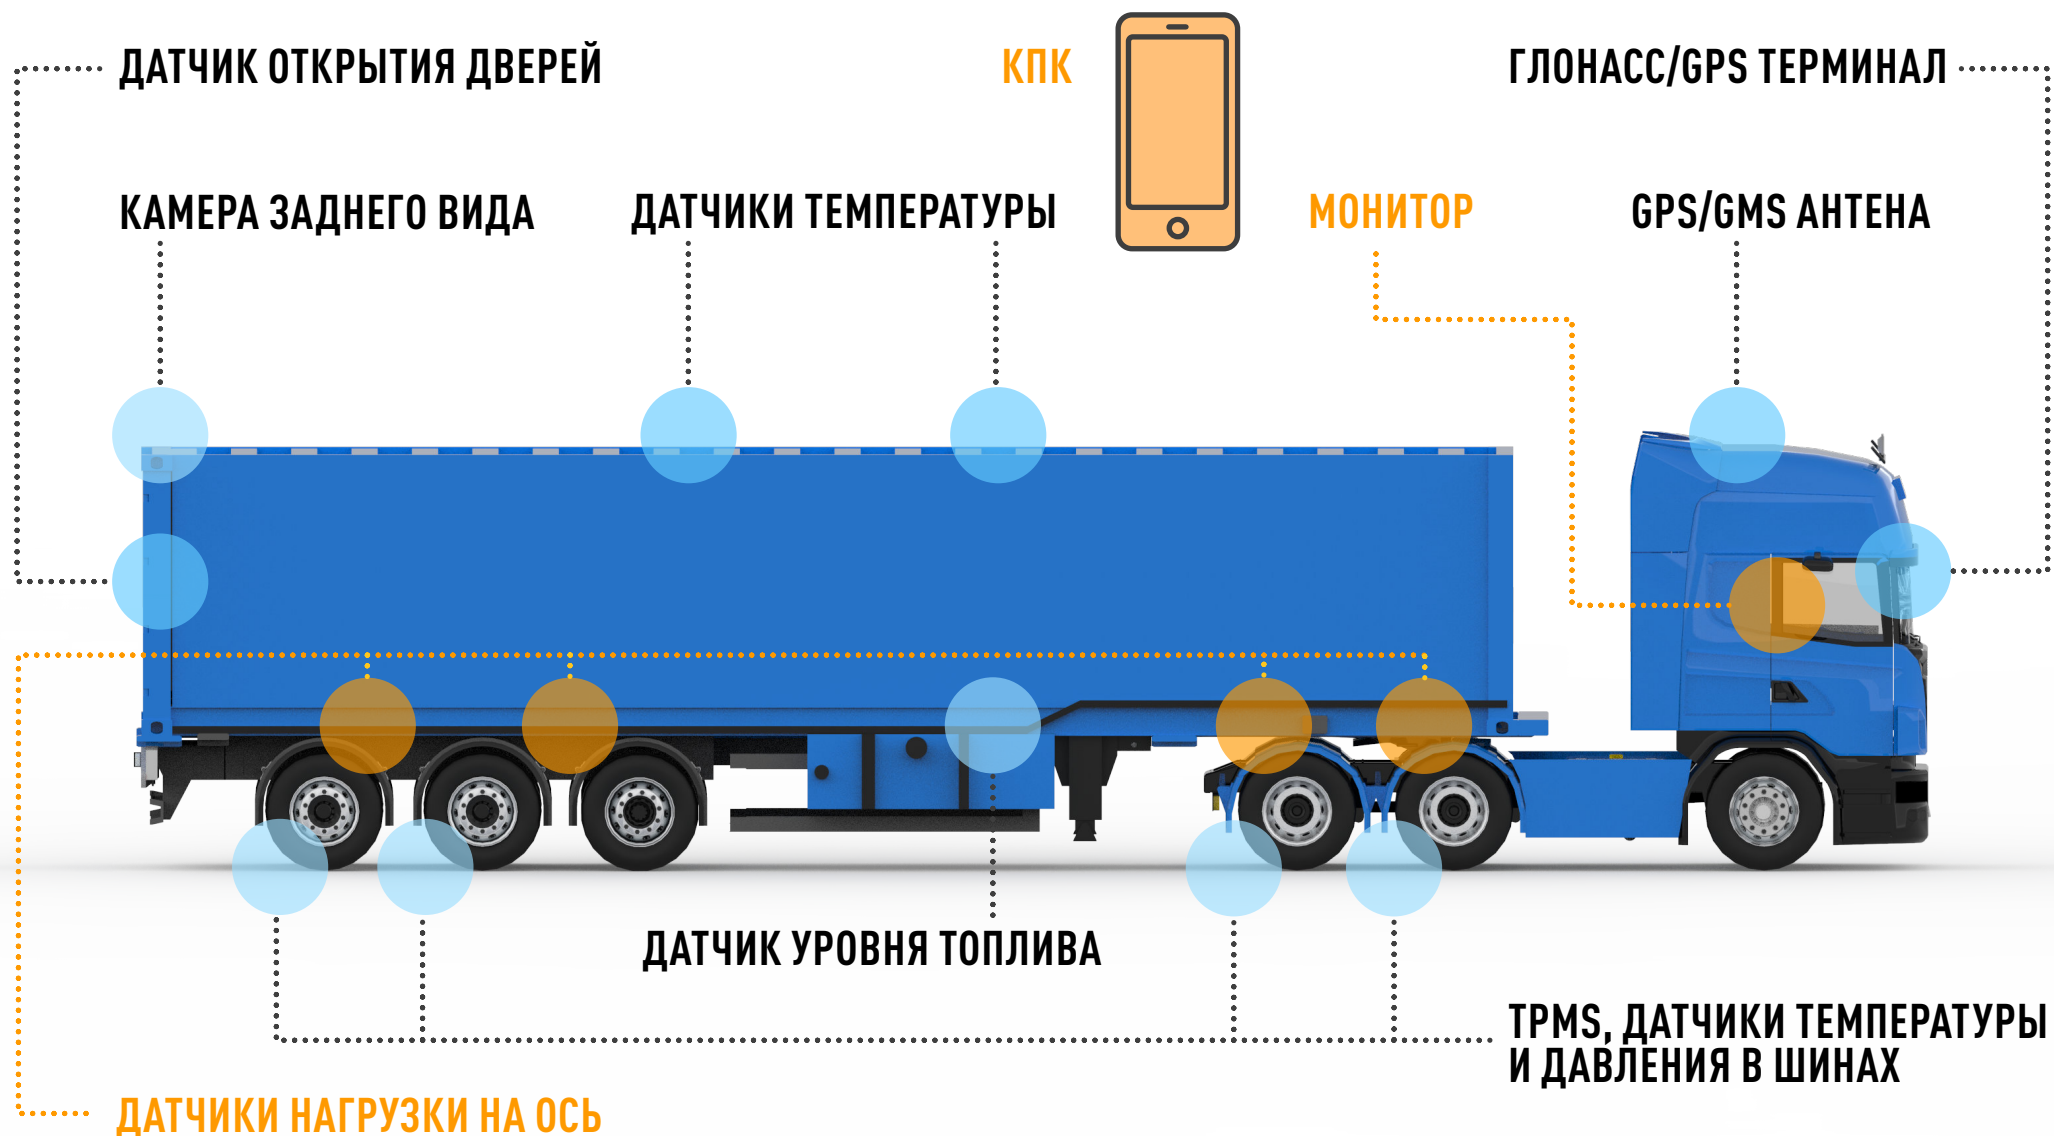 ДАТЧИК ОТКРЫТИЯ ДВЕРЕЙ
КПК
ГЛОНАСС/GPS ТЕРМИНАЛ
КАМЕРА ЗАДНЕГО ВИДА
ДАТЧИКИ ТЕМПЕРАТУРЫ
МОНИТОР
GPS/GMS АНТЕНА
ДАТЧИК УРОВНЯ ТОПЛИВА
TPMS, ДАТЧИКИ ТЕМПЕРАТУРЫ
И ДАВЛЕНИЯ В ШИНАХ
ДАТЧИКИ НАГРУЗКИ НА ОСЬ